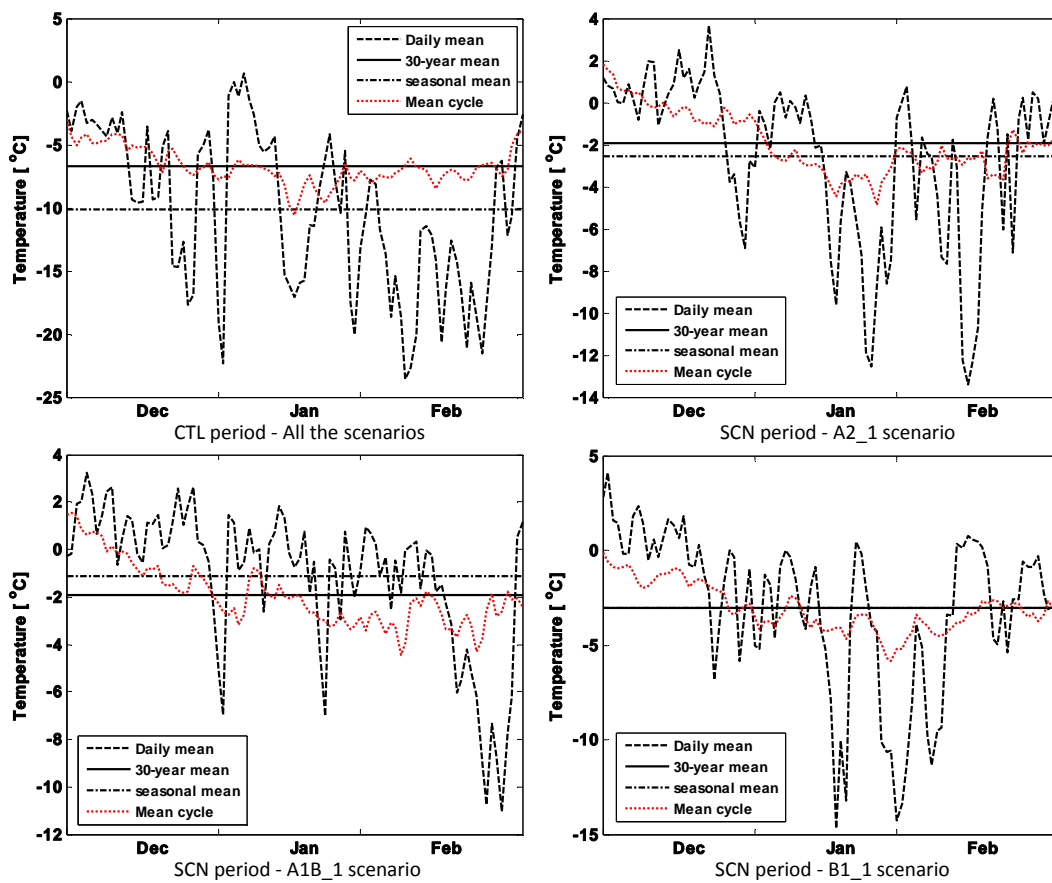 5
0
-5
-10
-15
-20
-25
Temperature [ °C]
Daily mean
30-year mean
seasonal mean
Mean cycle
Dec
Jan
Feb
CTL period - All the scenarios
4
2
0
-2
-4
-6
-8
-10
-12
-14
Temperature [ °C]
Daily mean
30-year mean
seasonal mean
Mean cycle
Dec
Jan
Feb
SCN period - A2_1 scenario
4
2
0
-2
-4
-6
-8
-10
-12
Temperature [ °C]
Daily mean
30-year mean
seasonal mean
Mean cycle
Dec
Jan
Feb
SCN period - A1B_1 scenario
5
0
-5
-10
-15
Temperature [ °C]
Daily mean
30-year mean
seasonal mean
Mean cycle
Dec
Jan
Feb
SCN period - B1_1 scenario